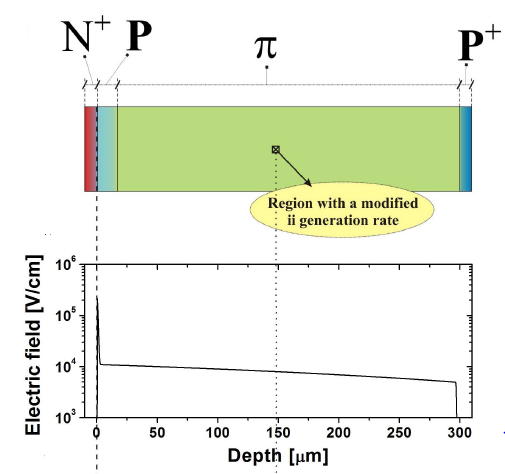 N⁺ P π P⁺
Region with a modified
ii generation rate
Electric field [V/cm]
10⁶
10⁵
10⁴
10³
0 50 100 150 200 250 300
Depth [μm]